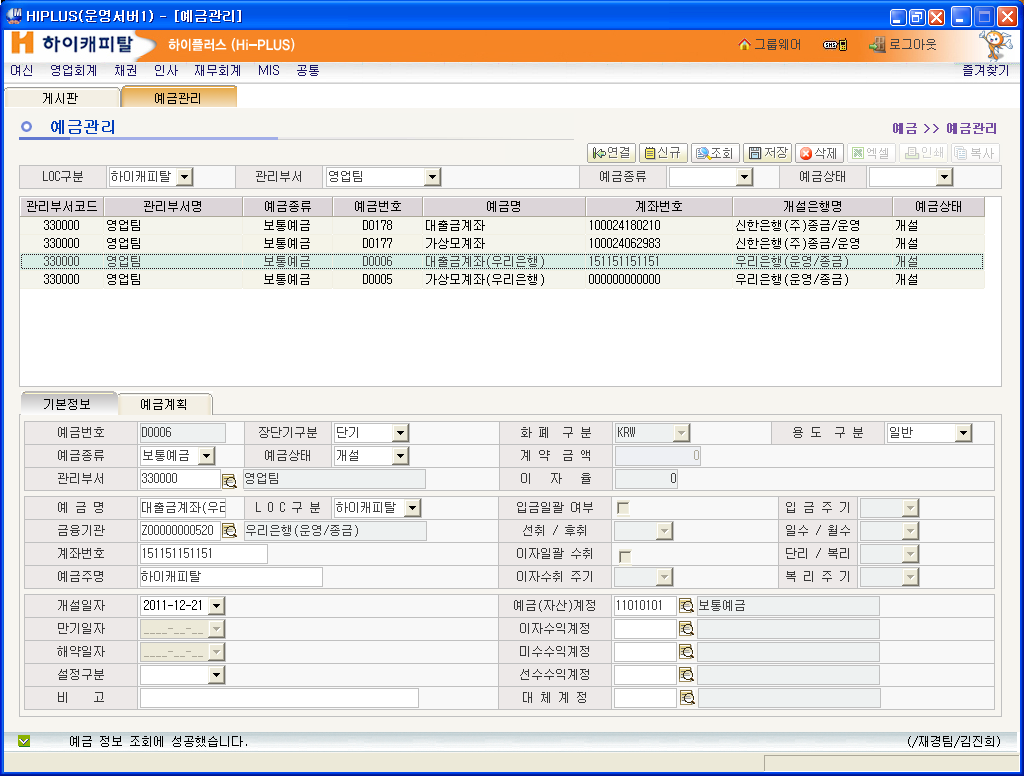 HIPLUS(운영서버1) - [예금관리]
하이캐피탈 하이플러스 (Hi-PLUS) 그룹웨어 로그아웃
여신 영업회계 채권 인사 재무회계 MIS 공통 즐겨찾기
게시판 예금관리
예금관리 예금 >> 예금관리
연결 신규 조회 저장 삭제 엑셀 인쇄 복사
LOC구분 하이캐피탈 관리부서 영업팀 예금종류 예금상태
관리부서코드 관리부서명 예금종류 예금번호 예금명 계좌번호 개설은행명 예금상태
330000 영업팀 보통예금 D0178 대출금계좌 100024180210 신한은행(주)종금/운영 개설
330000 영업팀 보통예금 D0177 가상모계좌 100024062983 신한은행(주)종금/운영 개설
330000 영업팀 보통예금 D0006 대출금계좌(우리은행) 151151151151 우리은행(운영/종금) 개설
330000 영업팀 보통예금 D0005 가상모계좌(우리은행) 000000000000 우리은행(운영/종금) 개설
기본정보 예금계획
예금번호 D0006 장단기구분 단기 화 폐 구 분 KRW 용 도 구 분 일반
예금종류 보통예금 예금상태 개설 계 약 금 액 0
관리부서 330000 영업팀 이 자 율 0
예 금 명 대출금계좌(우리 L O C 구 분 하이캐피탈 입금일괄 여부 입 금 주 기
금융기관 Z00000000520 우리은행(운영/종금) 선취 / 후취 일수 / 월수
계좌번호 151151151151 이자일괄 수취 단리 / 복리
예금주명 하이캐피탈 이자수취 주기 복 리 주 기
개설일자 2011-12-21 예금(자산)계정 11010101 보통예금
만기일자 ____-__-__ 이자수익계정
해약일자 ____-__-__ 미수수익계정
설정구분 선수수익계정
비 고 대 체 계 정
예금 정보 조회에 성공했습니다. (/재경팀/김진희)